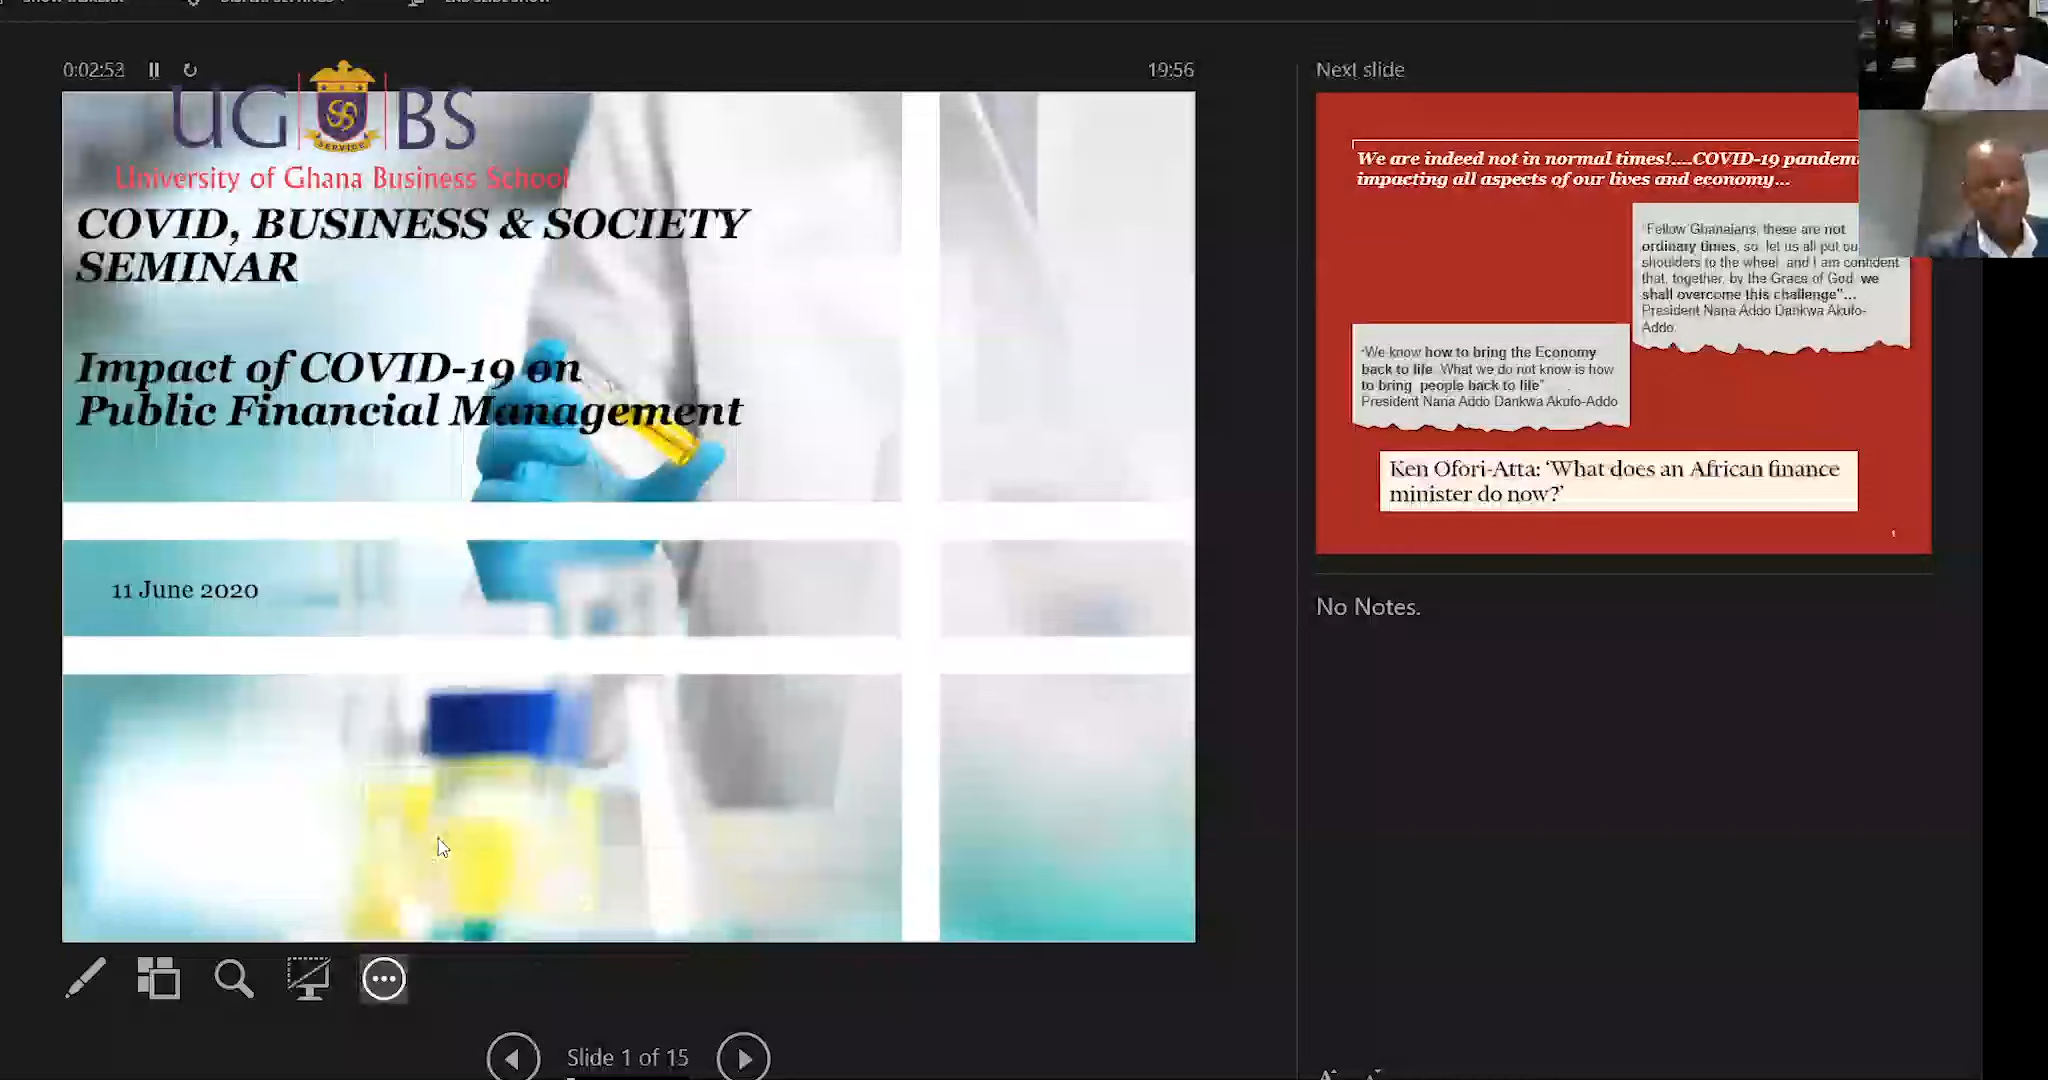 0:02:53
19:56
UG BS
SERVICE
University of Ghana Business School
COVID, BUSINESS & SOCIETY
SEMINAR
Impact of COVID-19 on
Public Financial Management
11 June 2020
Slide 1 of 15
Next slide
We are indeed not in normal times!....COVID-19
impacting all aspects of our lives and economy...
"Fellow Ghanaians, these are not
ordinary times, so let us all put
shoulders to the wheel, and I am confident
that, together, by the Grace of God, we
shall overcome this challenge"...
President Nana Addo Dankwa Akufo-
Addo
"We know how to bring the Economy
back to life. What we do not know is how
to bring people back to life"
President Nana Addo Dankwa Akufo-Addo
Ken Ofori-Atta: ‘What does an African finance
minister do now?’
1
No Notes.